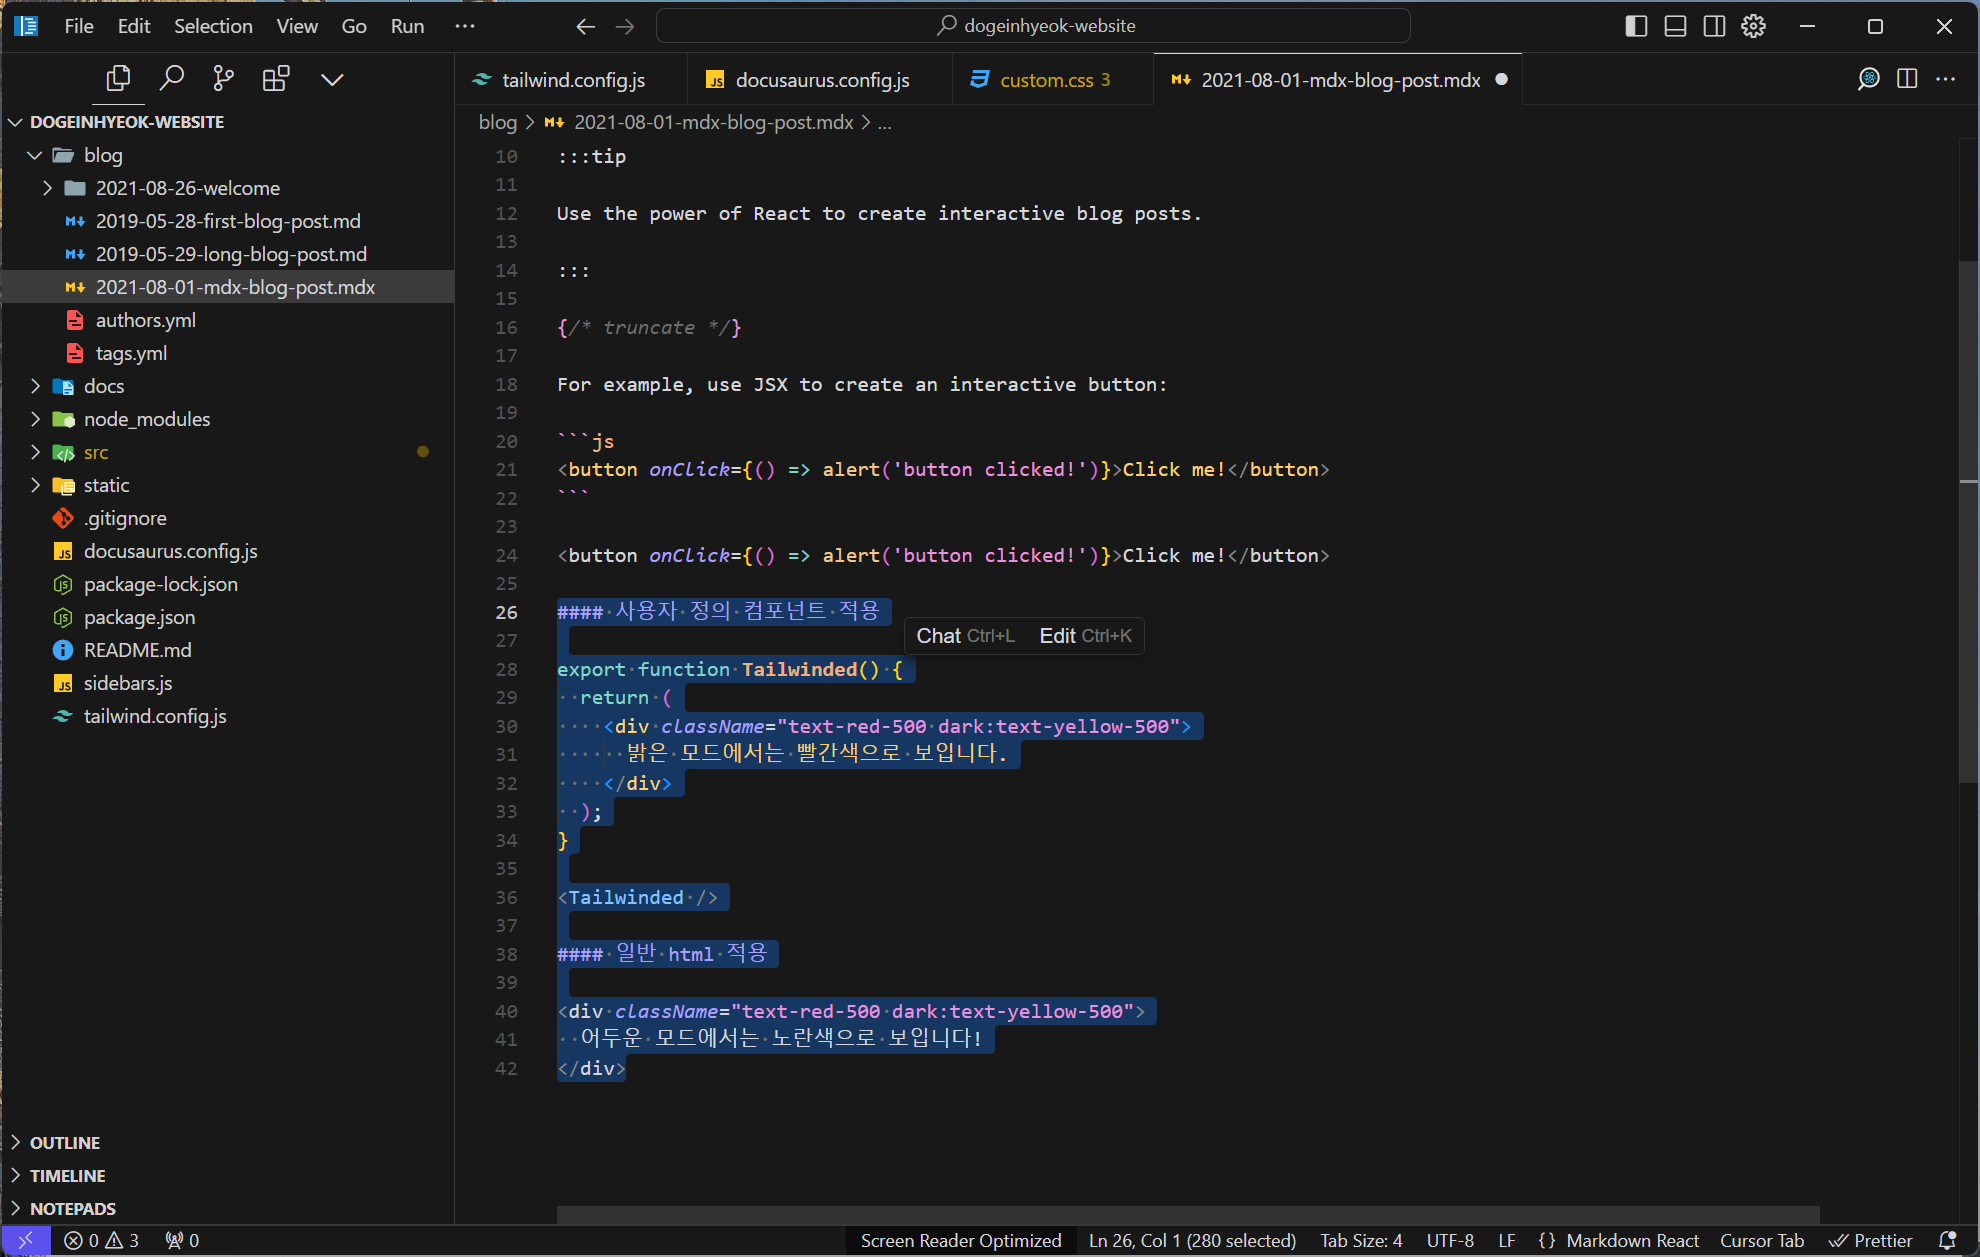 File Edit Selection View Go Run ··· dogeinhyeok-website
tailwind.config.js docusaurus.config.js custom.css 3 2021-08-01-mdx-blog-post.mdx
DOGEINHYEOK-WEBSITE
blog
2021-08-26-welcome
2019-05-28-first-blog-post.md
2019-05-29-long-blog-post.md
2021-08-01-mdx-blog-post.mdx
authors.yml
tags.yml
docs
node_modules
src
static
.gitignore
docusaurus.config.js
package-lock.json
package.json
README.md
sidebars.js
tailwind.config.js
OUTLINE
TIMELINE
NOTEPADS
blog > 2021-08-01-mdx-blog-post.mdx > ...
10 :::tip
11
12 Use the power of React to create interactive blog posts.
13
14 :::
15
16 {/* truncate */}
17
18 For example, use JSX to create an interactive button:
19
20 ```js
21 <button onClick={() => alert('button clicked!')}>Click me!</button>
22 ```
23
24 <button onClick={() => alert('button clicked!')}>Click me!</button>
25
26 #### 사용자 정의 컴포넌트 적용
Chat Ctrl+L Edit Ctrl+K
27
28 export function Tailwinded() {
29 return (
30 <div className="text-red-500 dark:text-yellow-500">
31 밝은 모드에서는 빨간색으로 보입니다.
32 </div>
33 );
34 }
35
36 <Tailwinded />
37
38 #### 일반 html 적용
39
40 <div className="text-red-500 dark:text-yellow-500">
41 어두운 모드에서는 노란색으로 보입니다!
42 </div>
0 3 0 Screen Reader Optimized Ln 26, Col 1 (280 selected) Tab Size: 4 UTF-8 LF {} Markdown React Cursor Tab Prettier